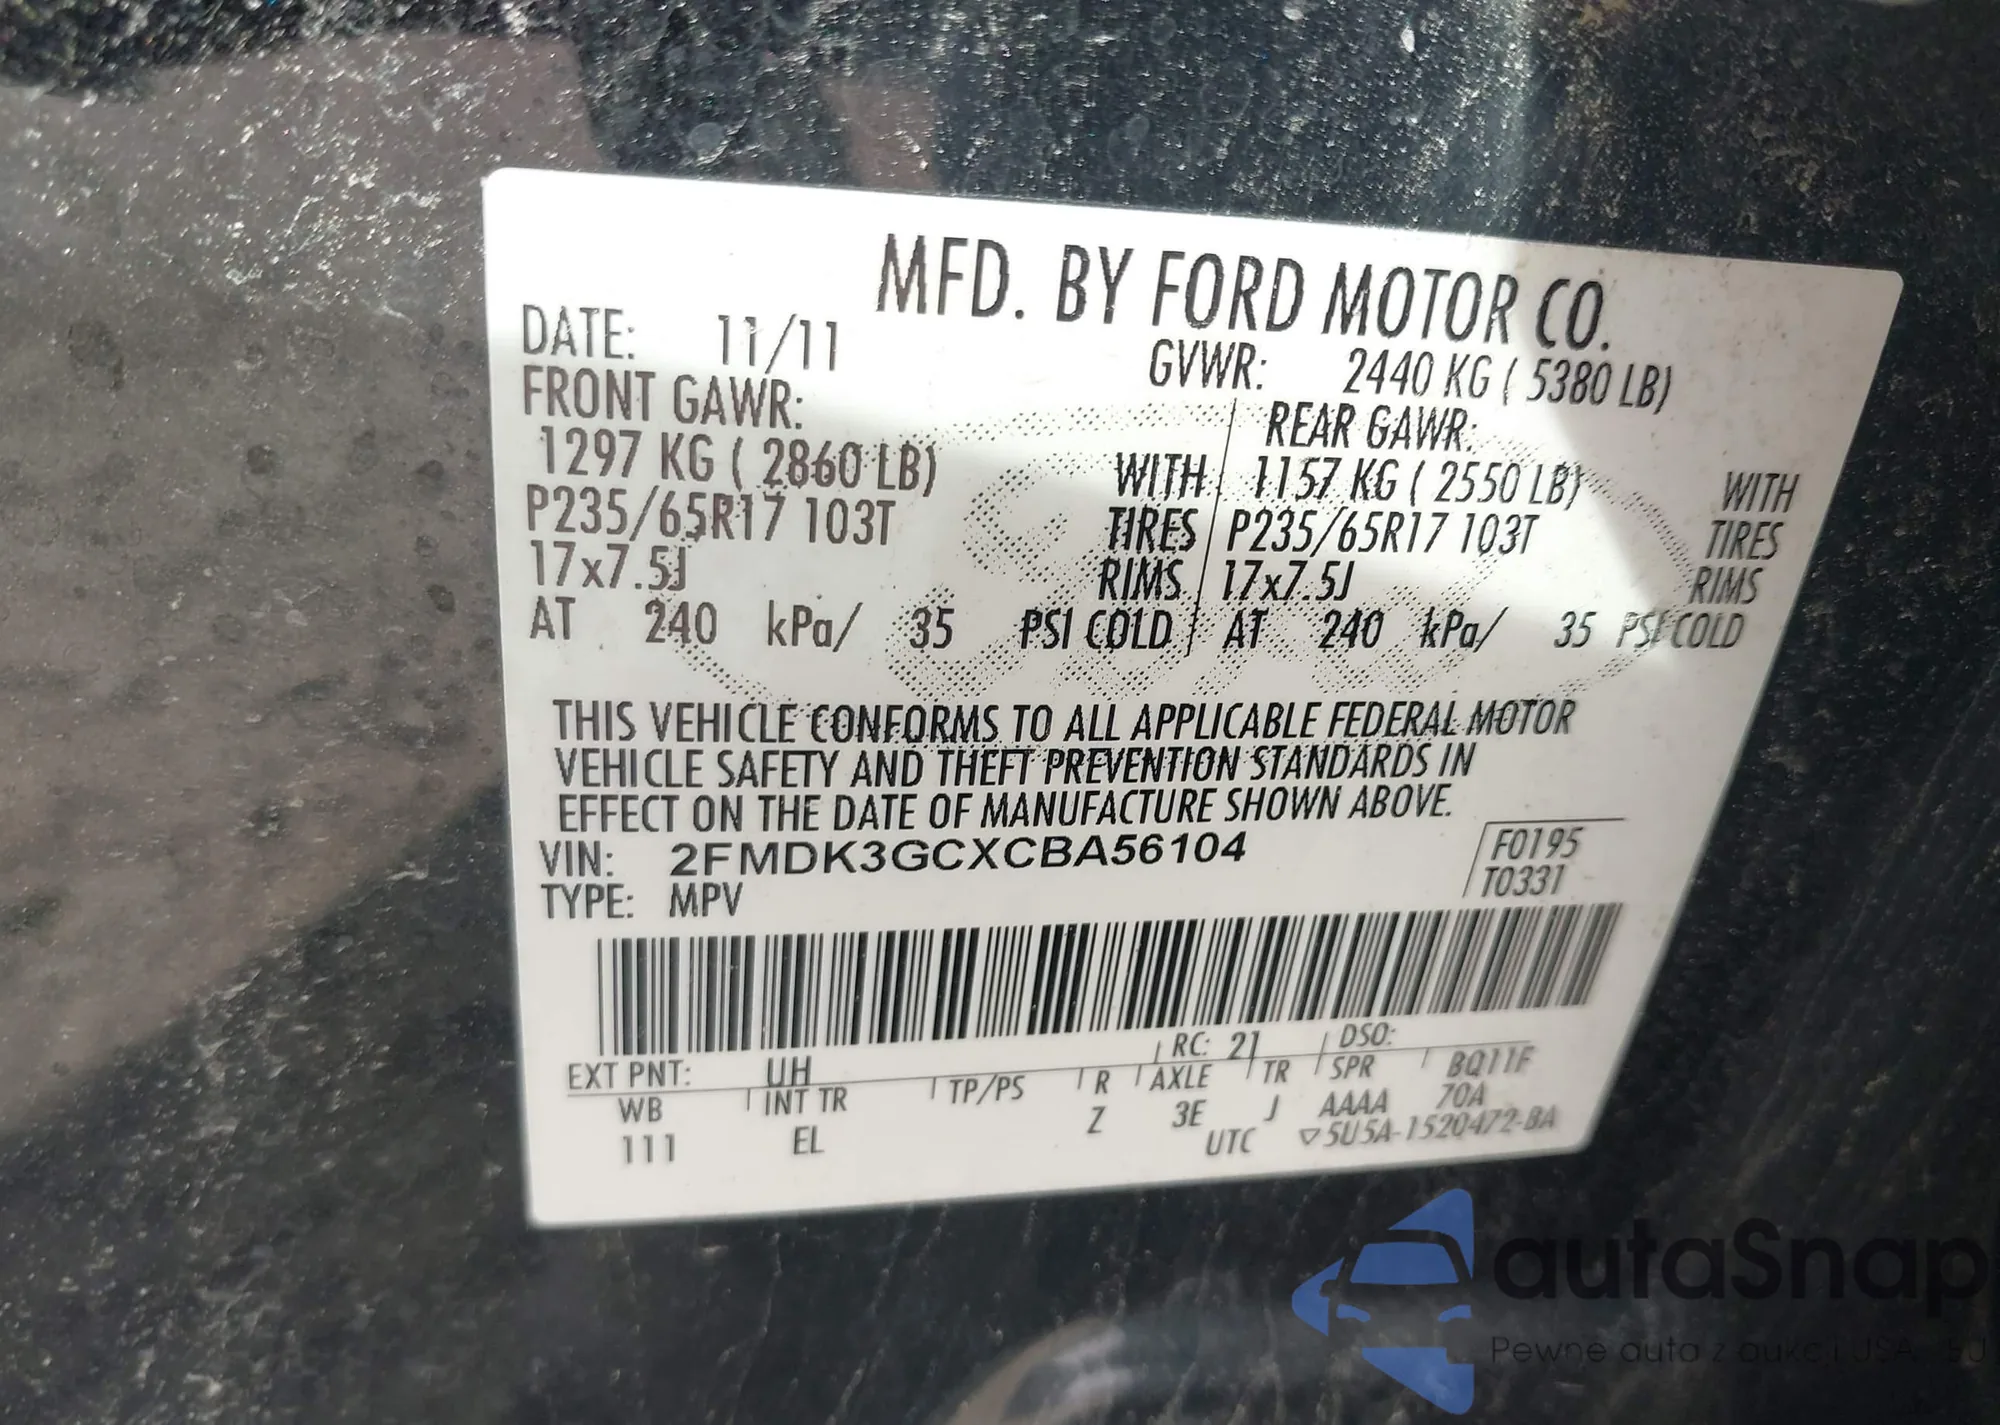 MFD. BY FORD MOTOR CO.
DATE: 11/11 GVWR: 2440 KG ( 5380 LB)
FRONT GAWR: REAR GAWR:
1297 KG ( 2860 LB) WITH 1157 KG ( 2550 LB) WITH
P235/65R17 103T TIRES P235/65R17 103T TIRES
17x7.5J RIMS 17x7.5J RIMS
AT 240 kPa/ 35 PSI COLD AT 240 kPa/ 35 PSI COLD
THIS VEHICLE CONFORMS TO ALL APPLICABLE FEDERAL MOTOR
VEHICLE SAFETY AND THEFT PREVENTION STANDARDS IN
EFFECT ON THE DATE OF MANUFACTURE SHOWN ABOVE.
VIN: 2FMDK3GCXCBA56104 F0195
TYPE: MPV T0331
EXT PNT: UH RC: 21 DSO:
WB INT TR TP/PS R AXLE TR SPR BQ11F
111 EL Z 3E J AAAA 70A
UTC ▽5U5A-1520472-BA
autaSnap
Pewne auta z aukcji USA